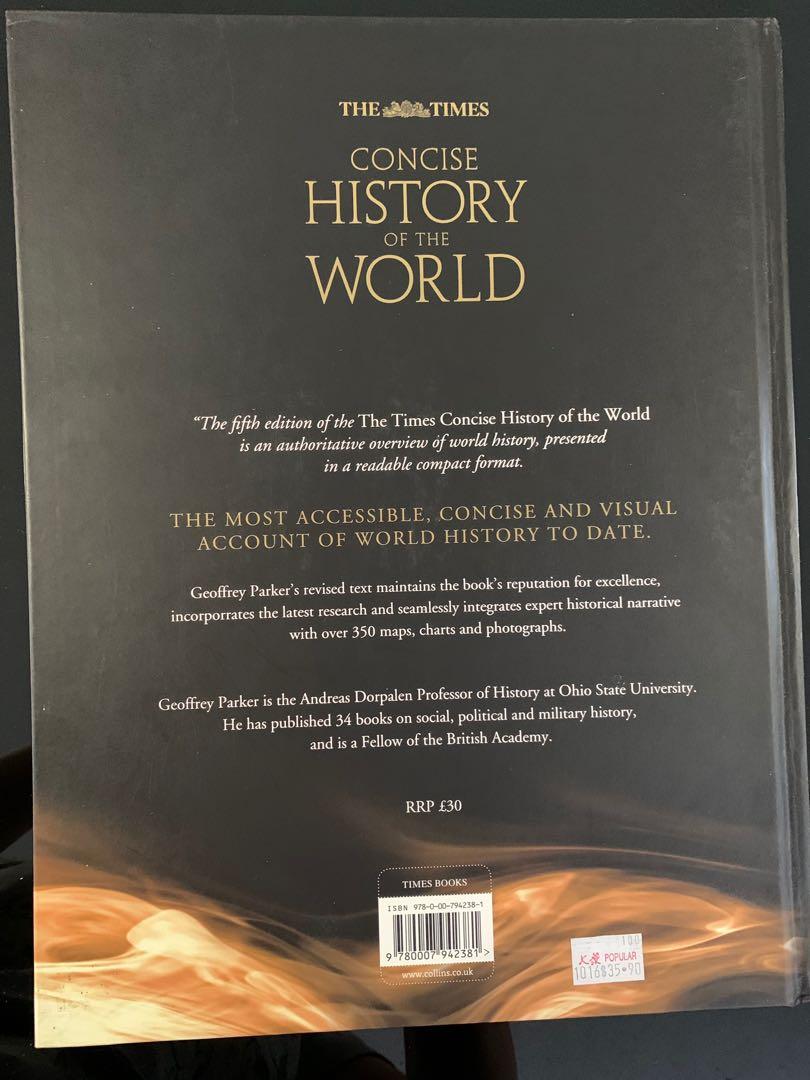 THE TIMES
CONCISE
HISTORY
OF THE
WORLD
“The fifth edition of the The Times Concise History of the World
is an authoritative overview of world history, presented
in a readable compact format.
THE MOST ACCESSIBLE, CONCISE AND VISUAL
ACCOUNT OF WORLD HISTORY TO DATE.
Geoffrey Parker’s revised text maintains the book’s reputation for excellence,
incorporrates the latest research and seamlessly integrates expert historical narrative
with over 350 maps, charts and photographs.
Geoffrey Parker is the Andreas Dorpalen Professor of History at Ohio State University.
He has published 34 books on social, political and military history,
and is a Fellow of the British Academy.
RRP £30
TIMES BOOKS
ISBN 978-0-00-794238-1
9 780007 942381 >
www.collins.co.uk
100
大眾 POPULAR
1016835•90